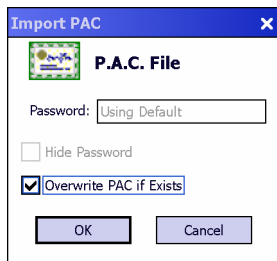 Import PAC
P.A.C. File
Password: Using Default
Hide Password
Overwrite PAC if Exists
OK Cancel